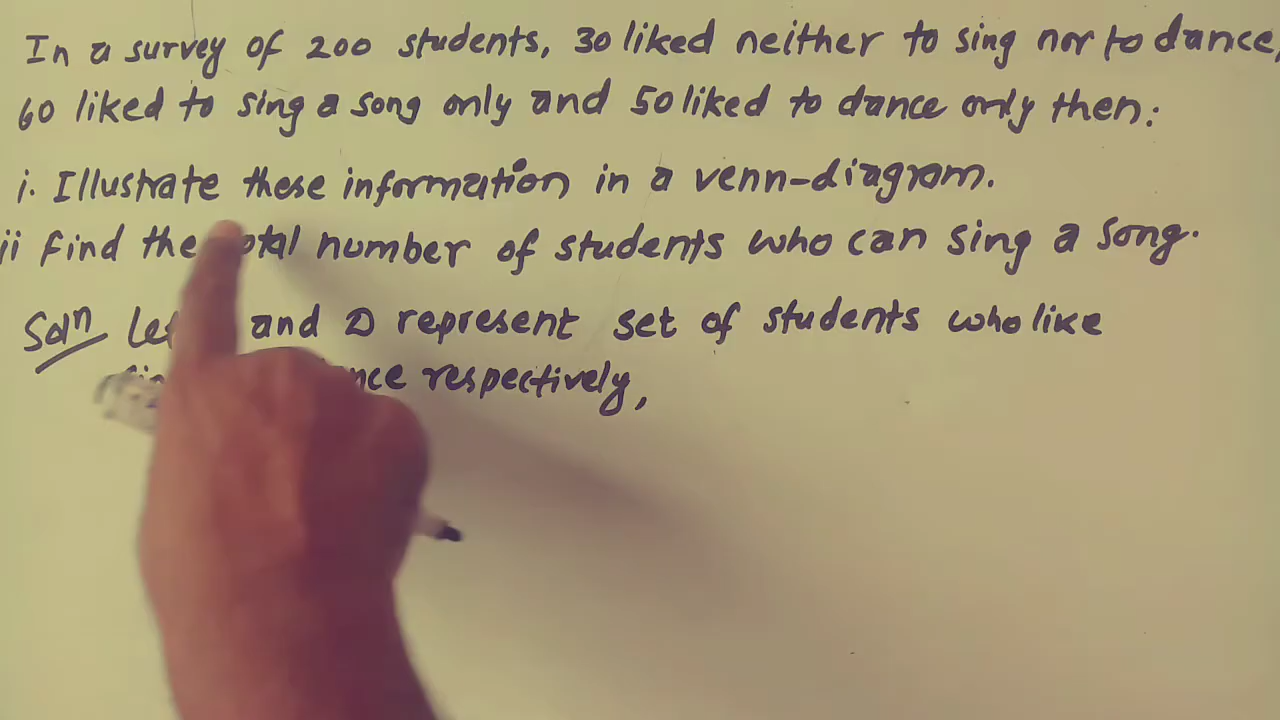 In a survey of 200 students, 30 liked neither to sing nor to dance,
60 liked to sing a song only and 50 liked to dance only then:
i. Illustrate these information in a venn-diagram.
ii Find the total number of students who can sing a song.
Solⁿ Let and D represent set of students who like
respectively,